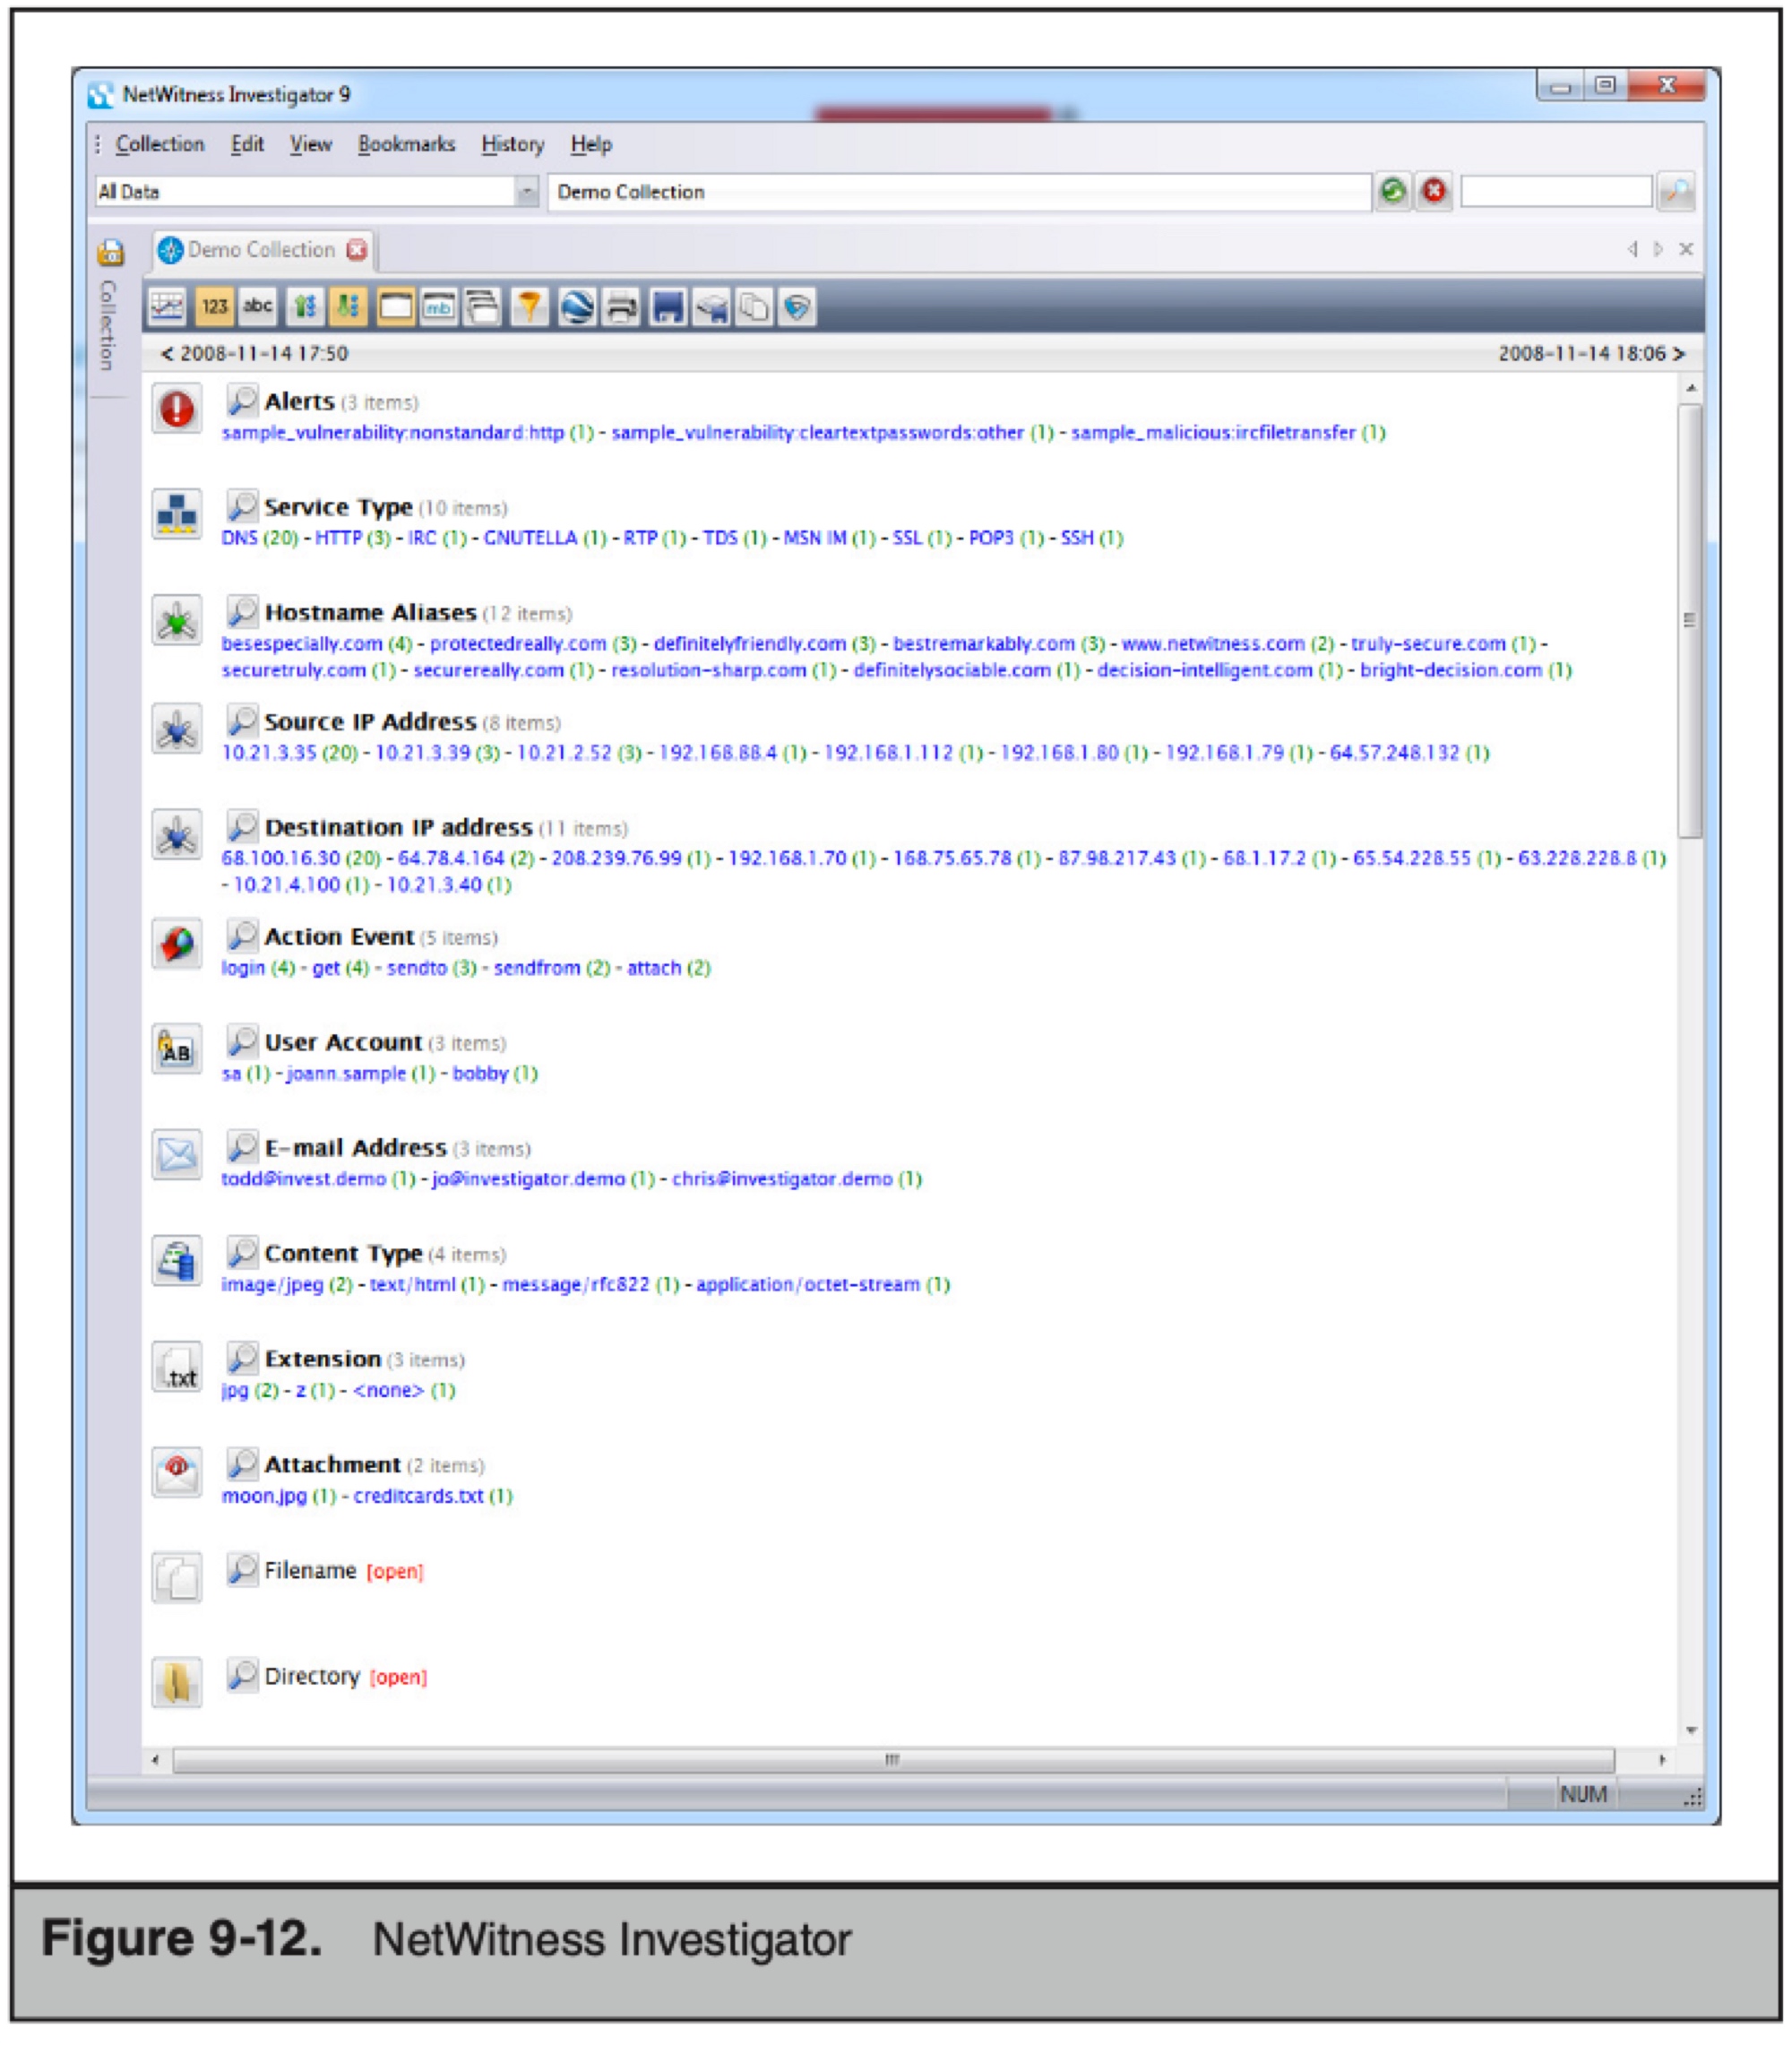 NetWitness Investigator 9
Collection Edit View Bookmarks History Help
All Data Demo Collection
Demo Collection
Collection
123 abc mb
< 2008-11-14 17:50 2008-11-14 18:06 >
Alerts (3 items)
sample_vulnerability:nonstandard:http (1) - sample_vulnerability:cleartextpasswords:other (1) - sample_malicious:ircfiletransfer (1)
Service Type (10 items)
DNS (20) - HTTP (3) - IRC (1) - GNUTELLA (1) - RTP (1) - TDS (1) - MSN IM (1) - SSL (1) - POP3 (1) - SSH (1)
Hostname Aliases (12 items)
besespecially.com (4) - protectedreally.com (3) - definitelyfriendly.com (3) - bestremarkably.com (3) - www.netwitness.com (2) - truly-secure.com (1) -
securetruly.com (1) - securereally.com (1) - resolution-sharp.com (1) - definitelysociable.com (1) - decision-intelligent.com (1) - bright-decision.com (1)
Source IP Address (8 items)
10.21.3.35 (20) - 10.21.3.39 (3) - 10.21.2.52 (3) - 192.168.88.4 (1) - 192.168.1.112 (1) - 192.168.1.80 (1) - 192.168.1.79 (1) - 64.57.248.132 (1)
Destination IP address (11 items)
68.100.16.30 (20) - 64.78.4.164 (2) - 208.239.76.99 (1) - 192.168.1.70 (1) - 168.75.65.78 (1) - 87.98.217.43 (1) - 68.1.17.2 (1) - 65.54.228.55 (1) - 63.228.228.8 (1)
- 10.21.4.100 (1) - 10.21.3.40 (1)
Action Event (5 items)
login (4) - get (4) - sendto (3) - sendfrom (2) - attach (2)
AB
User Account (3 items)
sa (1) - joann.sample (1) - bobby (1)
E-mail Address (3 items)
todd@invest.demo (1) - jo@investigator.demo (1) - chris@investigator.demo (1)
Content Type (4 items)
image/jpeg (2) - text/html (1) - message/rfc822 (1) - application/octet-stream (1)
.txt
Extension (3 items)
jpg (2) - z (1) - <none> (1)
Attachment (2 items)
moon.jpg (1) - creditcards.txt (1)
Filename [open]
Directory [open]
NUM
Figure 9-12. NetWitness Investigator